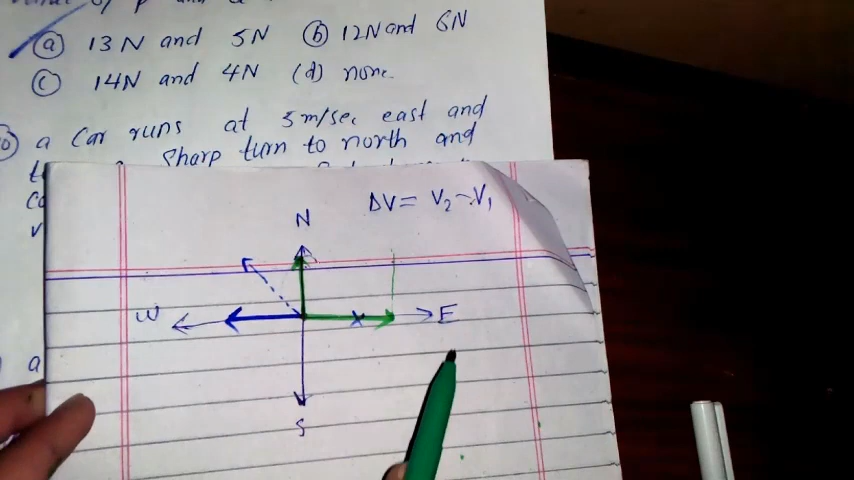 (a) 13 N and 5N (b) 12N and 6N
(c) 14N and 4N (d) none.
a Car runs at 5m/sec east and
sharp turn to north and
ΔV = V2 - V1
N
W
E
S
a